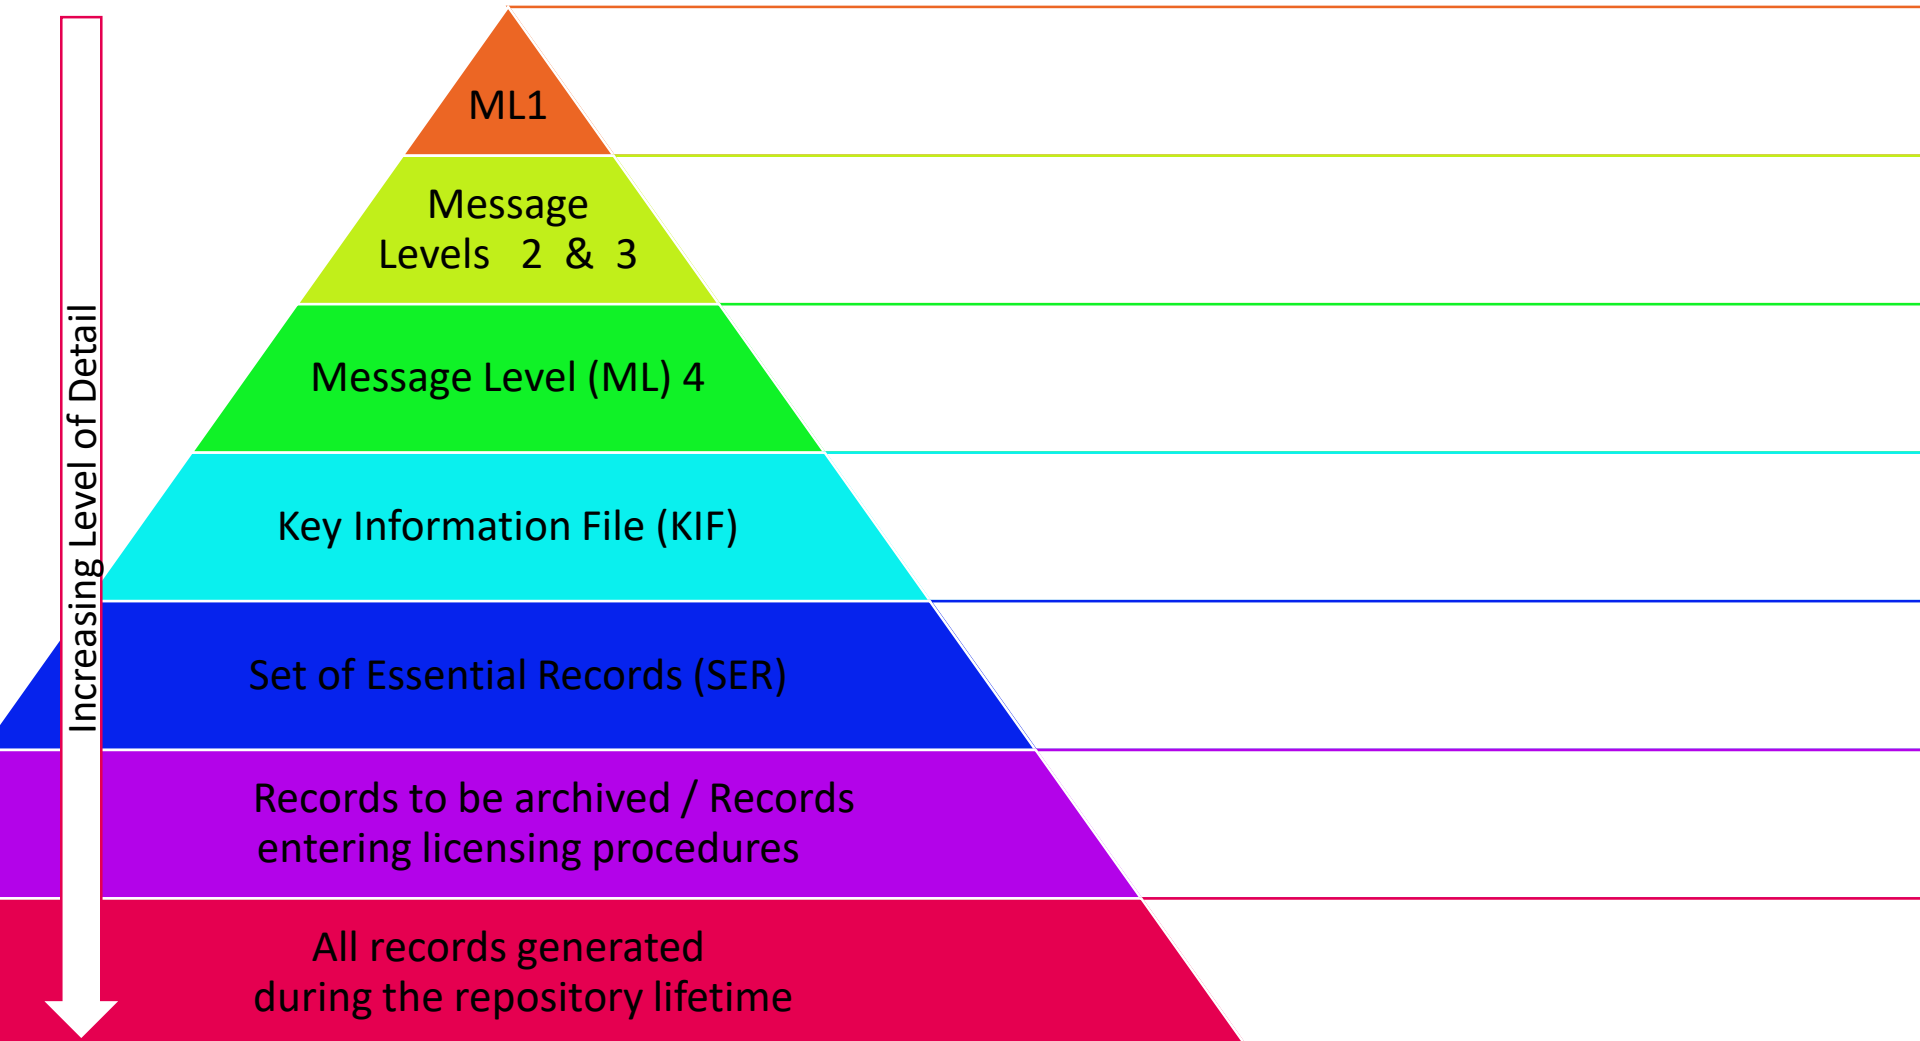 ML1
Message
Levels 2 & 3
Message Level (ML) 4
Key Information File (KIF)
Set of Essential Records (SER)
Records to be archived / Records
entering licensing procedures
All records generated
during the repository lifetime
Increasing Level of Detail